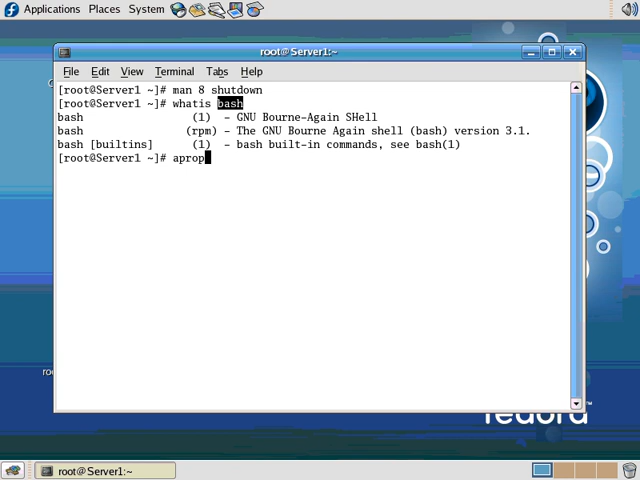 Applications Places System
root@Server1:~
File Edit View Terminal Tabs Help
[root@Server1 ~]# man 8 shutdown
[root@Server1 ~]# whatis bash
bash (1) - GNU Bourne-Again SHell
bash (rpm) - The GNU Bourne Again shell (bash) version 3.1.
bash [builtins] (1) - bash built-in commands, see bash(1)
[root@Server1 ~]# aprop
fedora™
root@Server1:~